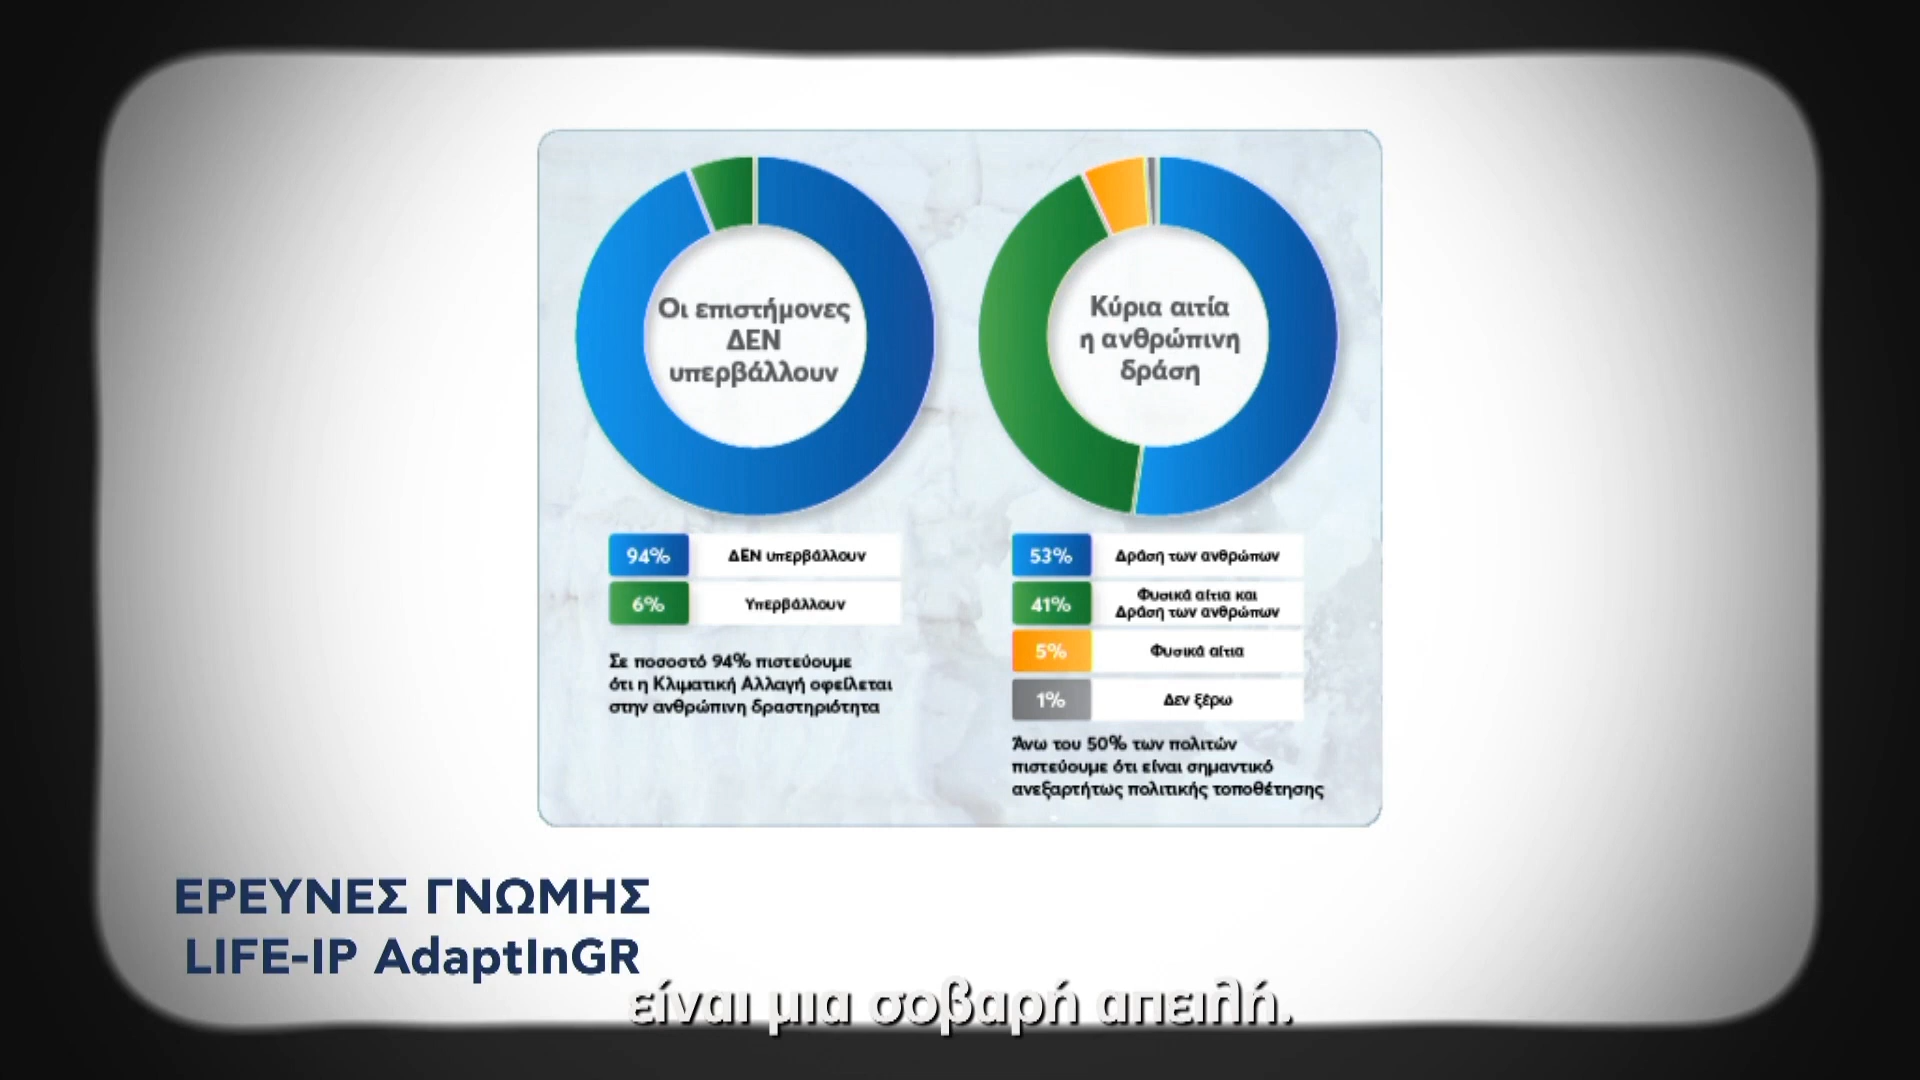 Οι επιστήμονες
ΔΕΝ
υπερβάλλουν
94% ΔΕΝ υπερβάλλουν
6% Υπερβάλλουν
Σε ποσοστό 94% πιστεύουμε
ότι η Κλιματική Αλλαγή οφείλεται
στην ανθρώπινη δραστηριότητα
Κύρια αιτία
η ανθρώπινη
δράση
53% Δράση των ανθρώπων
41% Φυσικά αίτια και
Δράση των ανθρώπων
5% Φυσικά αίτια
1% Δεν ξέρω
Άνω του 50% των πολιτών
πιστεύουμε ότι είναι σημαντικό
ανεξαρτήτως πολιτικής τοποθέτησης
ΕΡΕΥΝΕΣ ΓΝΩΜΗΣ
LIFE-IP AdaptInGR
είναι μια σοβαρή απειλή.